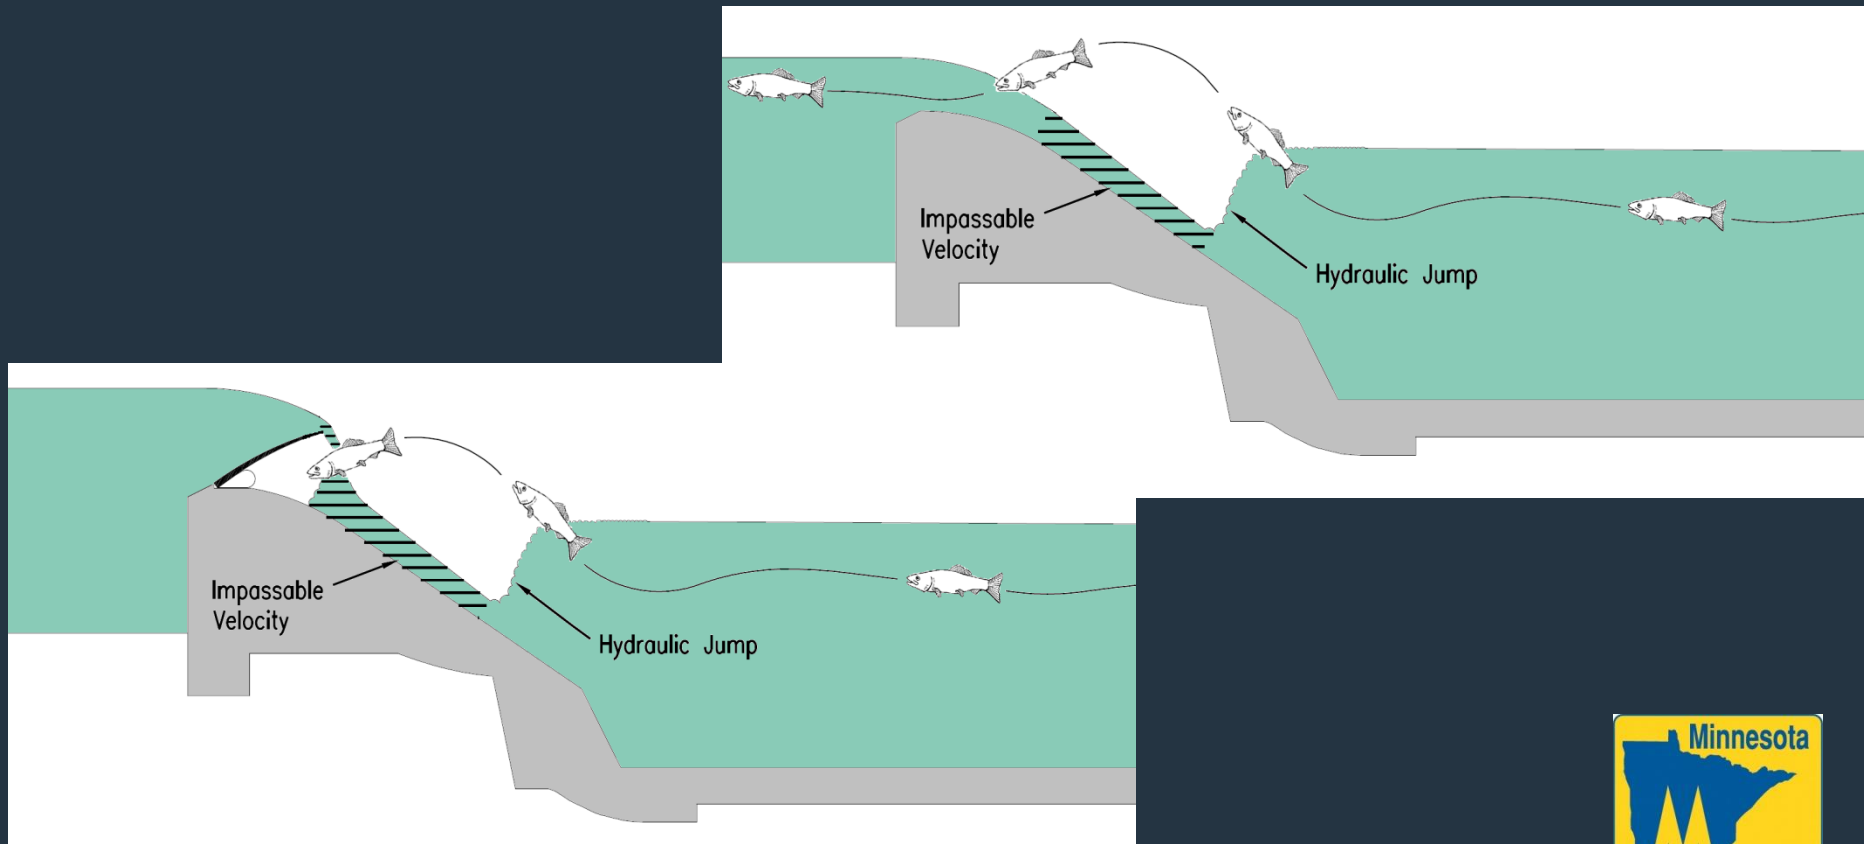 Impassable
Velocity
Hydraulic Jump
Impassable
Velocity
Hydraulic Jump
Minnesota